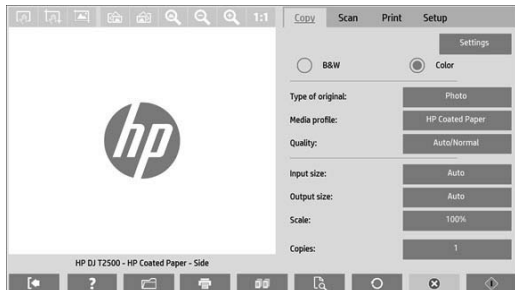 1:1
Copy Scan Print Setup
Settings
B&W Color
Type of original: Photo
Media profile: HP Coated Paper
Quality: Auto/Normal
Input size: Auto
Output size: Auto
Scale: 100%
Copies: 1
hp
HP DJ T2500 - HP Coated Paper - Side
?